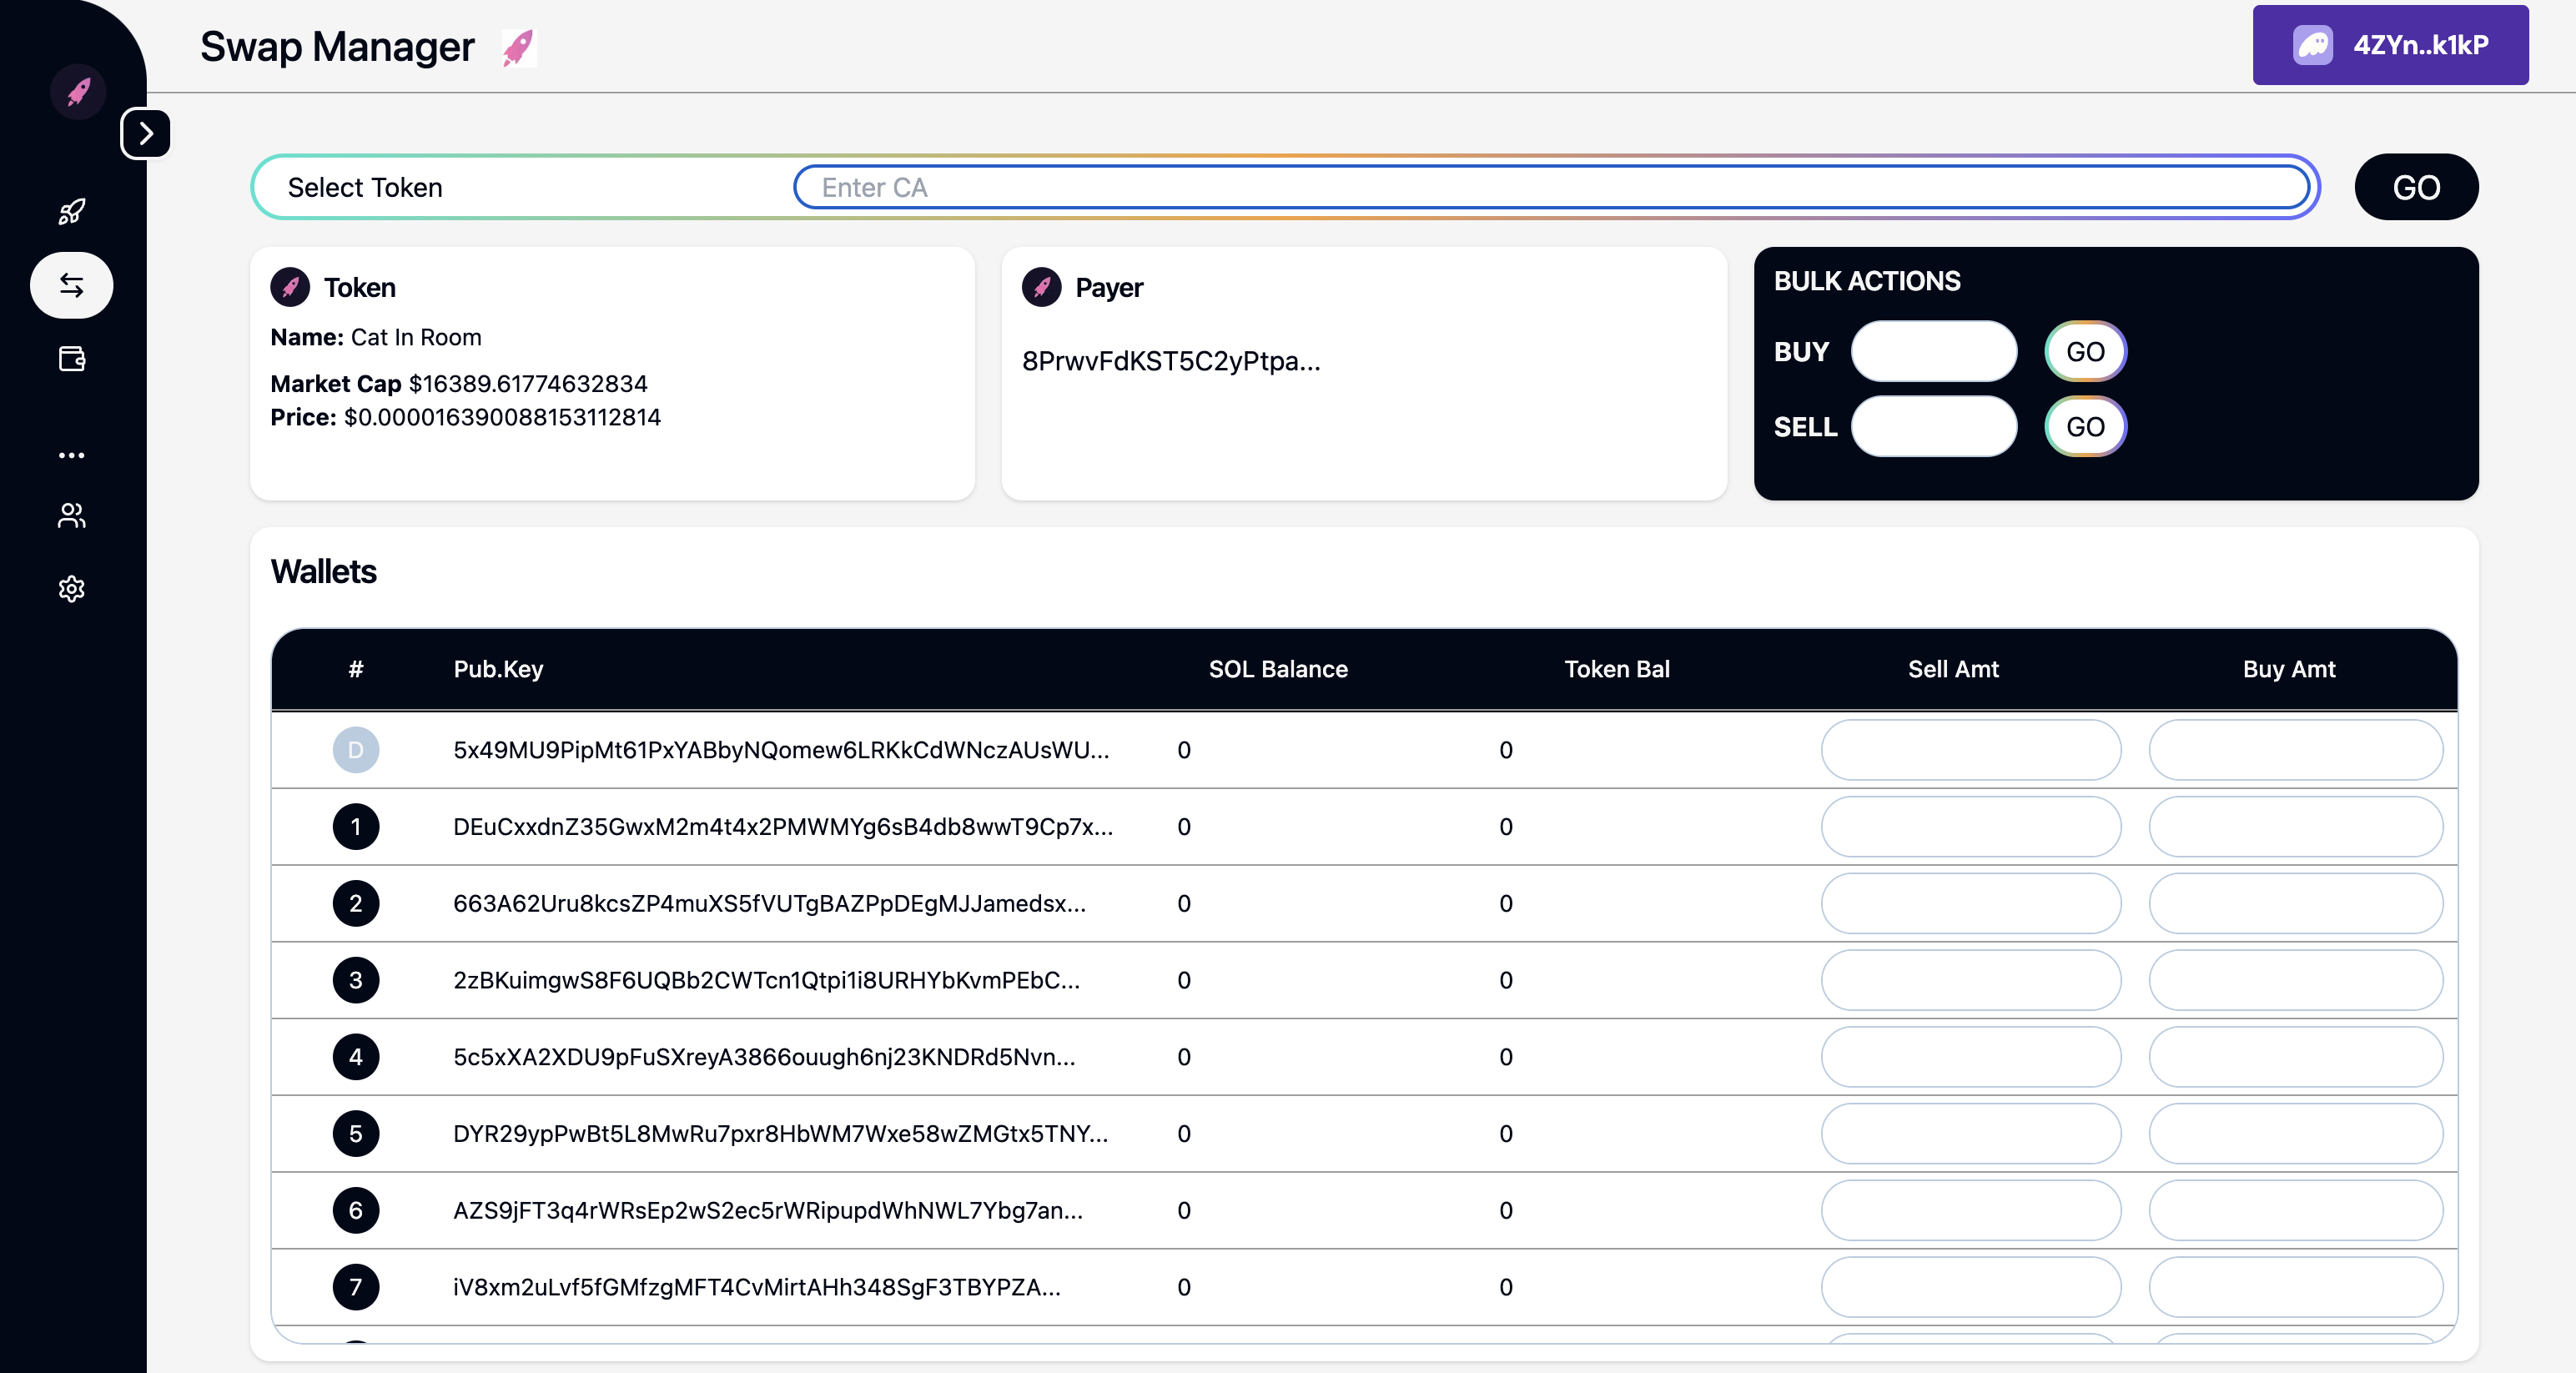 Swap Manager
4ZYn..k1kP
Select Token
Enter CA
GO
Token
Name: Cat In Room
Market Cap $16389.61774632834
Price: $0.000016390088153112814
Payer
8PrwvFdKST5C2yPtpa...
BULK ACTIONS
BUY GO
SELL GO
Wallets
# Pub.Key SOL Balance Token Bal Sell Amt Buy Amt
D 5x49MU9PipMt61PxYABbyNQomew6LRKkCdWNczAUsWU... 0 0
1 DEuCxxdnZ35GwxM2m4t4x2PMWMYg6sB4db8wwT9Cp7x... 0 0
2 663A62Uru8kcsZP4muXS5fVUTgBAZPpDEgMJJamedsx... 0 0
3 2zBKuimgwS8F6UQBb2CWTcn1Qtpi1i8URHYbKvmPEbC... 0 0
4 5c5xXA2XDU9pFuSXreyA3866ouugh6nj23KNDRd5Nvn... 0 0
5 DYR29ypPwBt5L8MwRu7pxr8HbWM7Wxe58wZMGtx5TNY... 0 0
6 AZS9jFT3q4rWRsEp2wS2ec5rWRipupdWhNWL7Ybg7an... 0 0
7 iV8xm2uLvf5fGMfzgMFT4CvMirtAHh348SgF3TBYPZA... 0 0